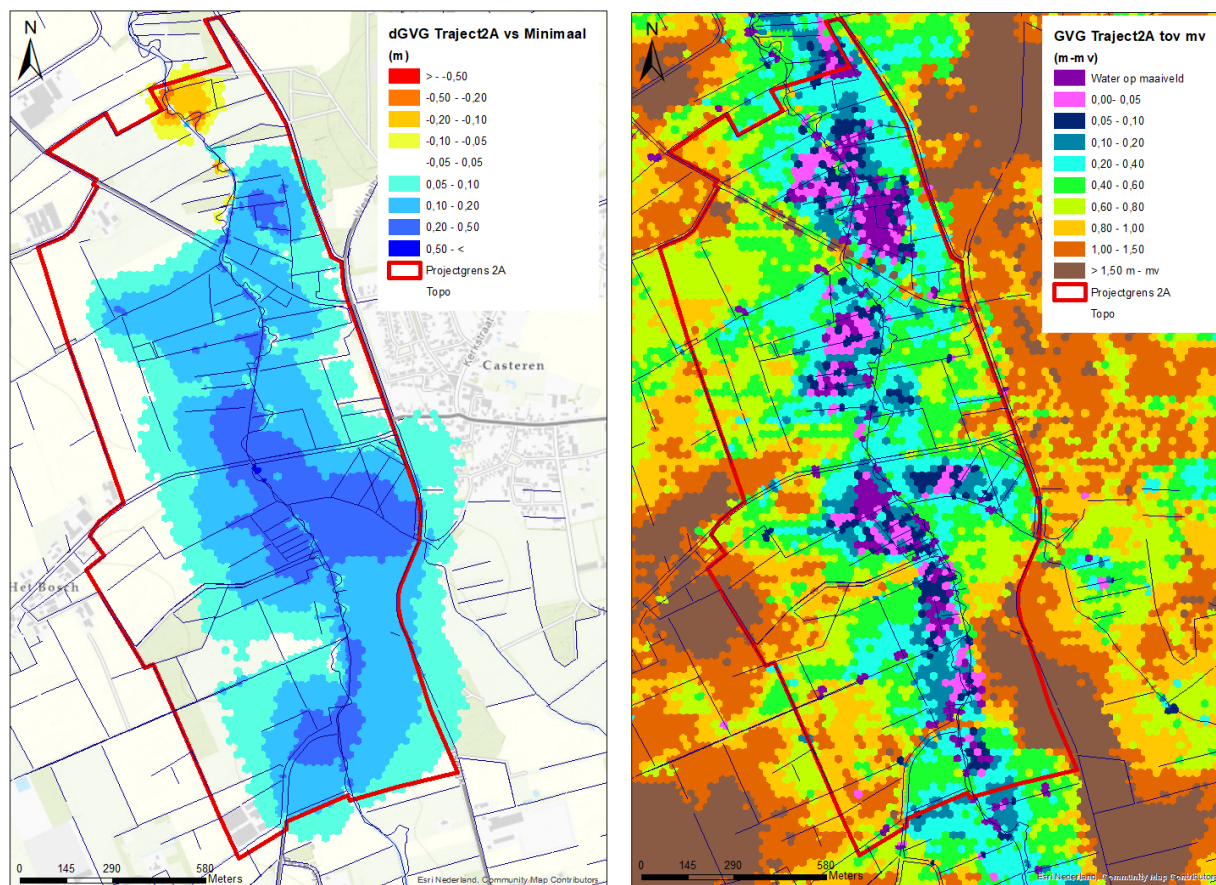 N
dGVG Traject2A vs Minimaal
(m)
> - -0,50
-0,50 - -0,20
-0,20 - -0,10
-0,10 - -0,05
-0,05 - 0,05
0,05 - 0,10
0,10 - 0,20
0,20 - 0,50
0,50 - <
Projectgrens 2A
Topo
Kerkstraat
Casteren
Het Bosch
0 145 290 580
Meters
Esri Nederland, Community Map Contributors
N
GVG Traject2A tov mv
(m-mv)
Water op maaiveld
0,00- 0,05
0,05 - 0,10
0,10 - 0,20
0,20 - 0,40
0,40 - 0,60
0,60 - 0,80
0,80 - 1,00
1,00 - 1,50
> 1,50 m - mv
Projectgrens 2A
Topo
0 145 290 580
Meters
Esri Nederland, Community Map Contributors